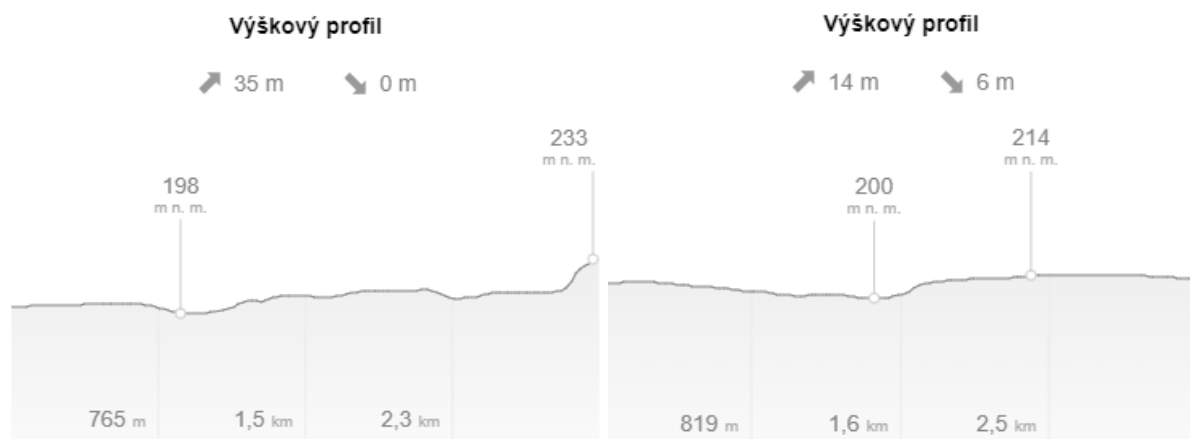 Výškový profil
35 m 0 m
233
m n. m.
198
m n. m.
765 m 1,5 km 2,3 km
Výškový profil
14 m 6 m
214
m n. m.
200
m n. m.
819 m 1,6 km 2,5 km